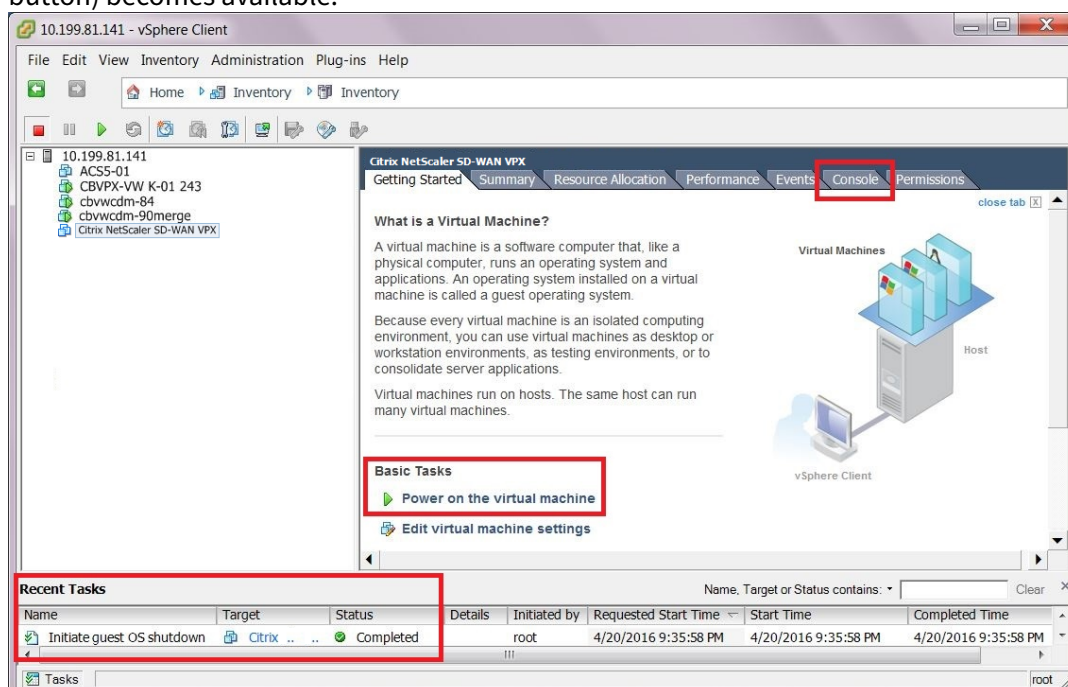 button) becomes available.
10.199.81.141 - vSphere Client
File Edit View Inventory Administration Plug-ins Help
Home Inventory Inventory
10.199.81.141
ACS5-01
CBVPX-VW K-01 243
cbvwcdm-84
cbvwcdm-90merge
Citrix NetScaler SD-WAN VPX
Citrix NetScaler SD-WAN VPX
Getting Started Summary Resource Allocation Performance Events Console Permissions
close tab X
What is a Virtual Machine?
A virtual machine is a software computer that, like a
physical computer, runs an operating system and
applications. An operating system installed on a virtual
machine is called a guest operating system.
Because every virtual machine is an isolated computing
environment, you can use virtual machines as desktop or
workstation environments, as testing environments, or to
consolidate server applications.
Virtual machines run on hosts. The same host can run
many virtual machines.
Virtual Machines
Host
vSphere Client
Basic Tasks
Power on the virtual machine
Edit virtual machine settings
Recent Tasks
Name, Target or Status contains: Clear
Name Target Status Details Initiated by Requested Start Time Start Time Completed Time
Initiate guest OS shutdown Citrix .. .. Completed root 4/20/2016 9:35:58 PM 4/20/2016 9:35:58 PM 4/20/2016 9:35:58 PM
Tasks root